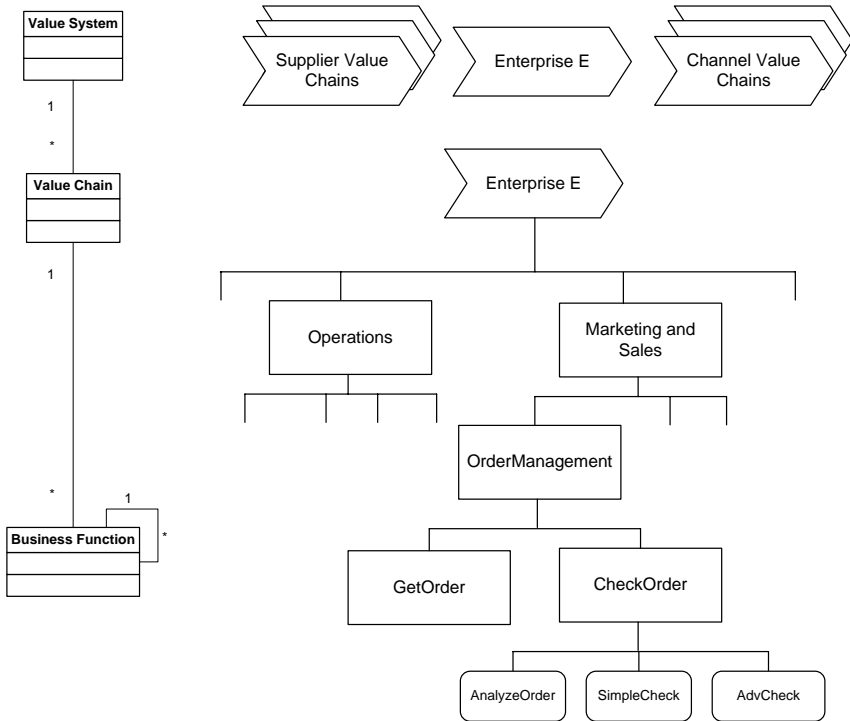 Value System
1
*
Value Chain
1
*
Business Function
1
*
Supplier Value
Chains
Enterprise E
Channel Value
Chains
Enterprise E
Operations
Marketing and
Sales
OrderManagement
GetOrder
CheckOrder
AnalyzeOrder
SimpleCheck
AdvCheck